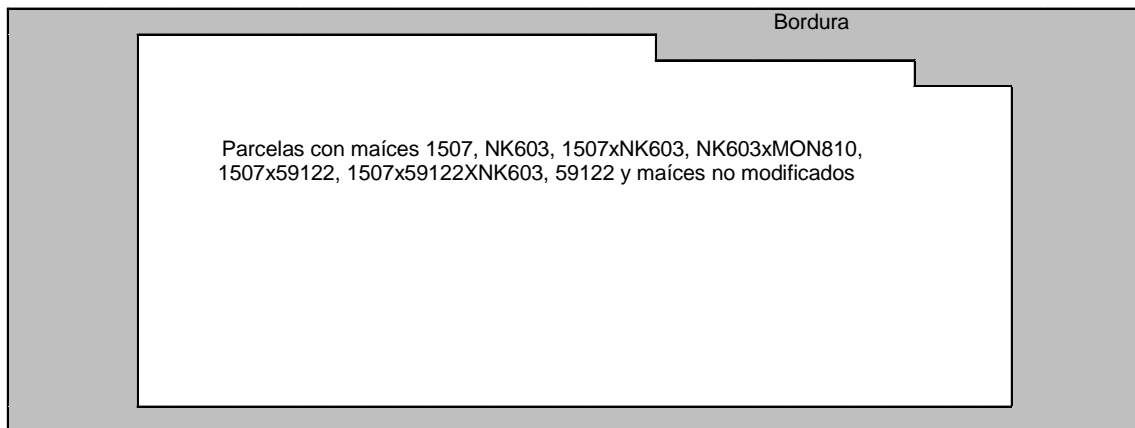 Bordura
Parcelas con maíces 1507, NK603, 1507xNK603, NK603xMON810,
1507x59122, 1507x59122XNK603, 59122 y maíces no modificados